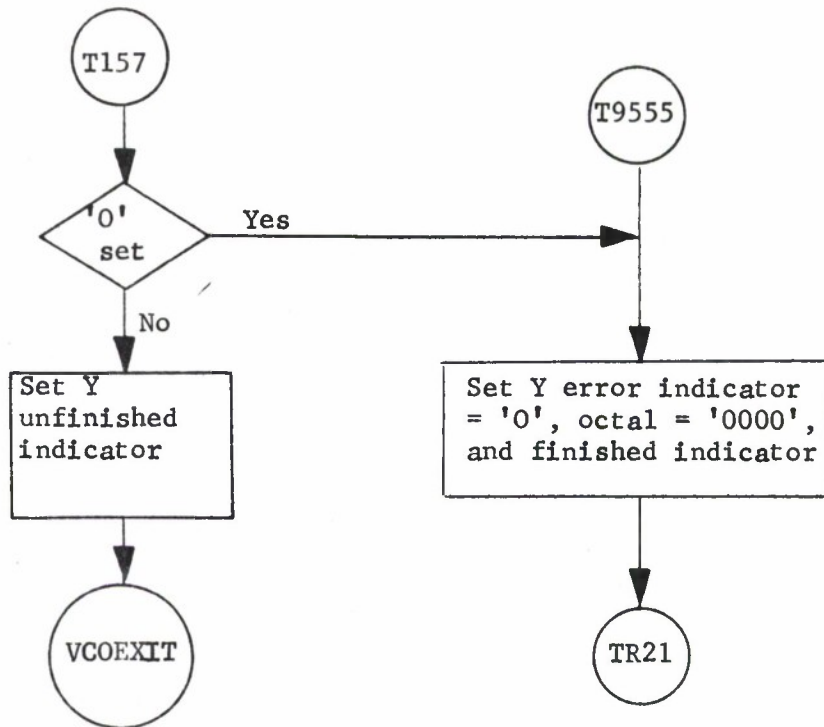 T157
T9555
'O'
set
Yes
No
Set Y
unfinished
indicator
Set Y error indicator
= 'O', octal = '0000',
and finished indicator
VCOEXIT
TR21